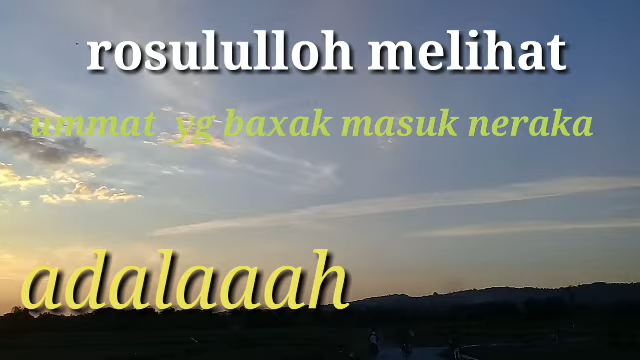 rosululloh melihat
ummat yg baxak masuk neraka
adalaaah